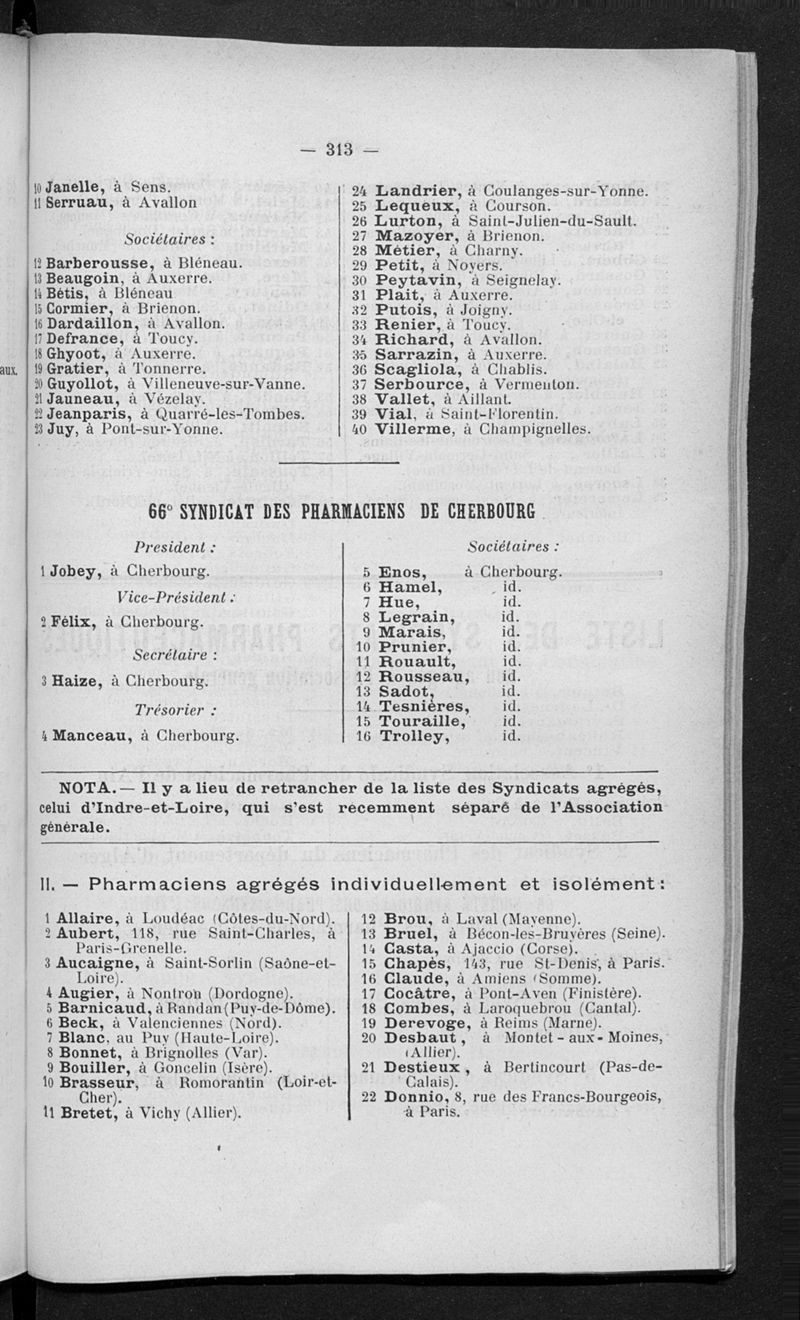 — 313 —
10 Janelle, à Sens.
11 Serruau, à Avallon
Sociétaires :
12 Barberousse, à Bléneau.
13 Beaugoin, à Auxerre.
14 Bétis, à Bléneau
15 Cormier, à Brienon.
16 Dardaillon, à Avallon.
17 Defrance, à Toucy.
18 Ghyoot, à Auxerre.
aux.
19 Gratier, à Tonnerre.
20 Guyollot, à Villeneuve-sur-Vanne.
21 Jauneau, à Vézelay.
22 Jeanparis, à Quarré-les-Tombes.
23 Juy, à Pont-sur-Yonne.
24 Landrier, à Coulanges-sur-Yonne.
25 Lequeux, à Courson.
26 Lurton, à Saint-Julien-du-Sault.
27 Mazoyer, à Brienon.
28 Métier, à Charny.
29 Petit, à Noyers.
30 Peytavin, à Seignelay.
31 Plait, à Auxerre.
32 Putois, à Joigny.
33 Renier, à Toucy.
34 Richard, à Avallon.
35 Sarrazin, à Auxerre.
36 Scagliola, à Chablis.
37 Serbource, à Vermenton.
38 Vallet, à Aillant.
39 Vial, à Saint-Florentin.
40 Villerme, à Champignelles.
66° SYNDICAT DES PHARMACIENS DE CHERBOURG
President :
1 Jobey, à Cherbourg.
Vice-Président :
2 Félix, à Cherbourg.
Secrétaire :
3 Haize, à Cherbourg.
Trésorier :
4 Manceau, à Cherbourg.
Sociétaires :
5 Enos, à Cherbourg.
6 Hamel, id.
7 Hue, id.
8 Legrain, id.
9 Marais, id.
10 Prunier, id.
11 Rouault, id.
12 Rousseau, id.
13 Sadot, id.
14 Tesnières, id.
15 Touraille, id.
16 Trolley, id.
NOTA. — Il y a lieu de retrancher de la liste des Syndicats agrégés,
celui d'Indre-et-Loire, qui s'est récemment séparé de l'Association
générale.
II. — Pharmaciens agrégés individuellement et isolément :
1 Allaire, à Loudéac (Côtes-du-Nord).
2 Aubert, 118, rue Saint-Charles, à
Paris-Grenelle.
3 Aucaigne, à Saint-Sorlin (Saône-et-
Loire).
4 Augier, à Nontron (Dordogne).
5 Barnicaud, à Randan (Puy-de-Dôme).
6 Beck, à Valenciennes (Nord).
7 Blanc, au Puy (Haute-Loire).
8 Bonnet, à Brignolles (Var).
9 Bouiller, à Goncelin (Isère).
10 Brasseur, à Romorantin (Loir-et-
Cher).
11 Bretet, à Vichy (Allier).
12 Brou, à Laval (Mayenne).
13 Bruel, à Bécon-les-Bruyères (Seine).
14 Casta, à Ajaccio (Corse).
15 Chapès, 143, rue St-Denis, à Paris.
16 Claude, à Amiens (Somme).
17 Cocâtre, à Pont-Aven (Finistère).
18 Combes, à Laroquebrou (Cantal).
19 Derevoge, à Reims (Marne).
20 Desbaut, à Montet-aux-Moines,
(Allier).
21 Destieux, à Bertincourt (Pas-de-
Calais).
22 Donnio, 8, rue des Francs-Bourgeois,
à Paris.